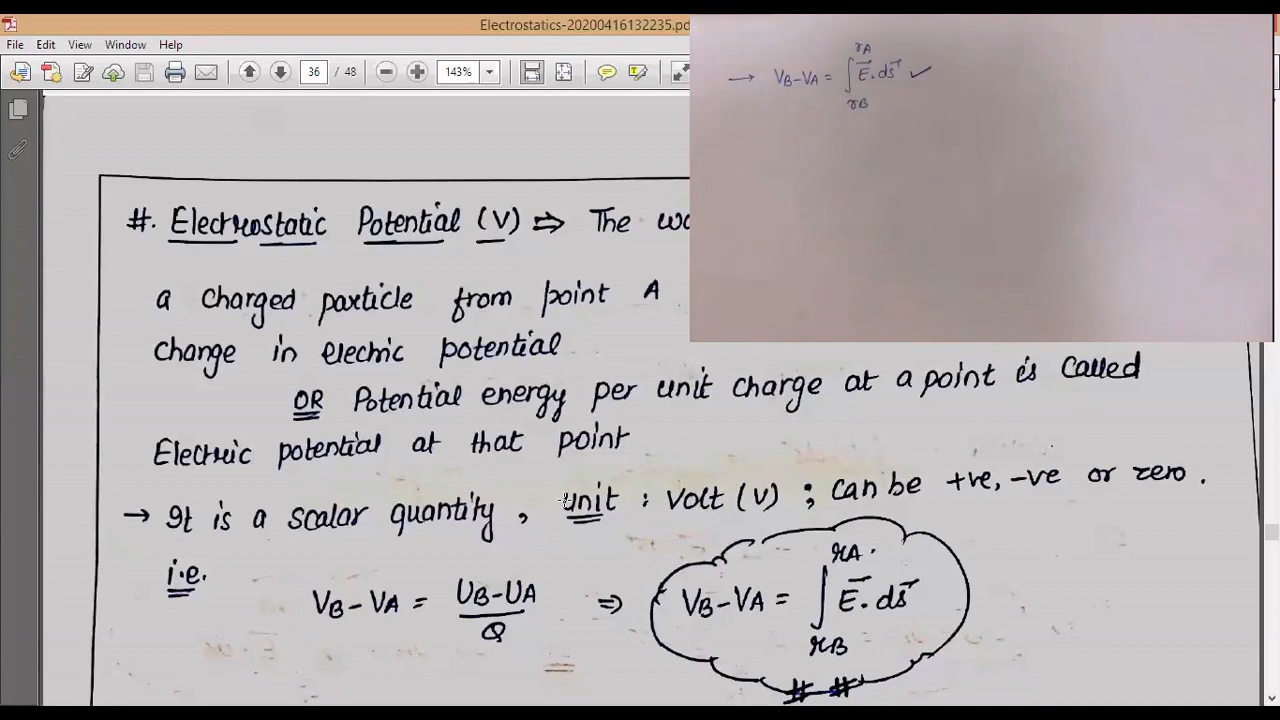 Electrostatics-20200416132235.pd
File Edit View Window Help
36 / 48 143%
→ VB-VA = ∫ rB rA E⃗. ds⃗ ✓
#. Electrostatic Potential (V) ⇒ The
a charged particle from point A
change in electric potential
OR Potential energy per unit charge at a point is called
Electric potential at that point
→ It is a scalar quantity, unit : Volt (V) ; can be +ve, -ve or zero.
i.e.
VB-VA = UB-UA / Q ⇒ VB-VA = ∫ rB rA. E⃗. ds⃗
# #